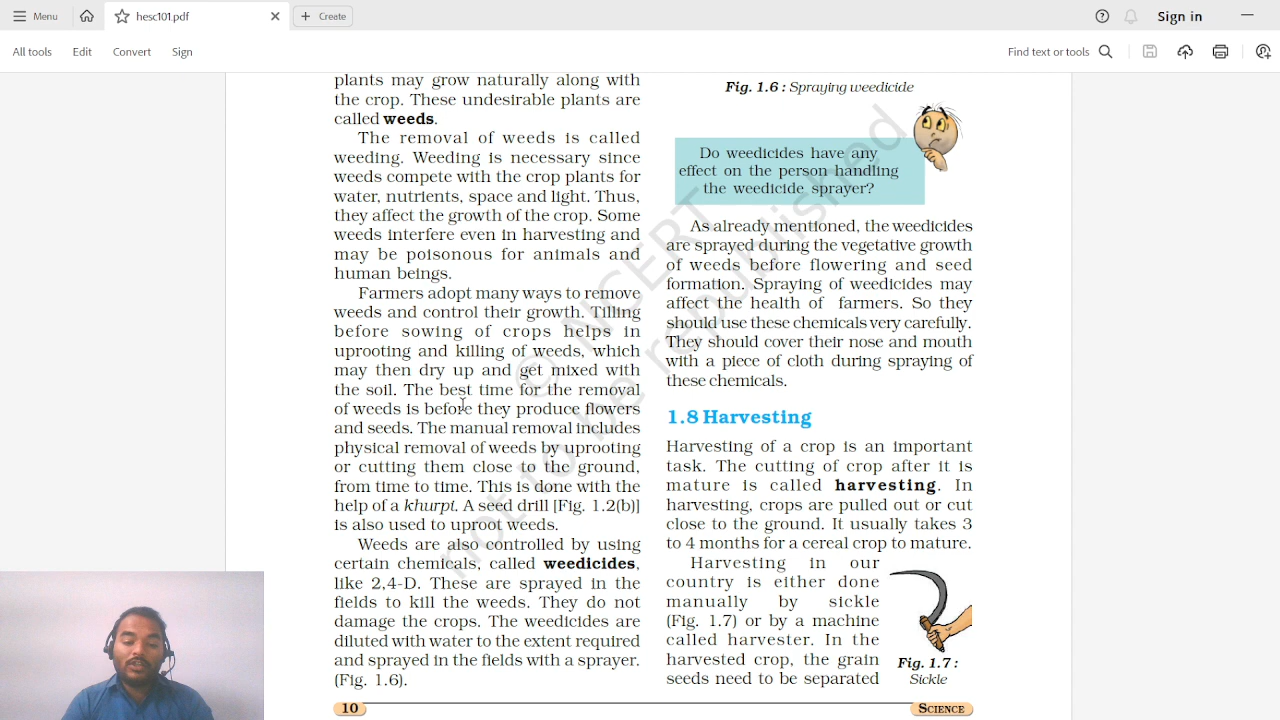 Menu
hesc101.pdf
Create
Sign in
All tools
Edit
Convert
Sign
Find text or tools
plants may grow naturally along with
the crop. These undesirable plants are
called weeds.
The removal of weeds is called
weeding. Weeding is necessary since
weeds compete with the crop plants for
water, nutrients, space and light. Thus,
they affect the growth of the crop. Some
weeds interfere even in harvesting and
may be poisonous for animals and
human beings.
Farmers adopt many ways to remove
weeds and control their growth. Tilling
before sowing of crops helps in
uprooting and killing of weeds, which
may then dry up and get mixed with
the soil. The best time for the removal
of weeds is before they produce flowers
and seeds. The manual removal includes
physical removal of weeds by uprooting
or cutting them close to the ground,
from time to time. This is done with the
help of a khurpi. A seed drill [Fig. 1.2(b)]
is also used to uproot weeds.
Weeds are also controlled by using
certain chemicals, called weedicides,
like 2,4-D. These are sprayed in the
fields to kill the weeds. They do not
damage the crops. The weedicides are
diluted with water to the extent required
and sprayed in the fields with a sprayer.
(Fig. 1.6).
Fig. 1.6 : Spraying weedicide
Do weedicides have any
effect on the person handling
the weedicide sprayer?
As already mentioned, the weedicides
are sprayed during the vegetative growth
of weeds before flowering and seed
formation. Spraying of weedicides may
affect the health of farmers. So they
should use these chemicals very carefully.
They should cover their nose and mouth
with a piece of cloth during spraying of
these chemicals.
1.8 Harvesting
Harvesting of a crop is an important
task. The cutting of crop after it is
mature is called harvesting. In
harvesting, crops are pulled out or cut
close to the ground. It usually takes 3
to 4 months for a cereal crop to mature.
Harvesting in our
country is either done
manually by sickle
(Fig. 1.7) or by a machine
called harvester. In the
harvested crop, the grain
seeds need to be separated
Fig. 1.7 :
Sickle
10
SCIENCE
© NCERT
not to be republished